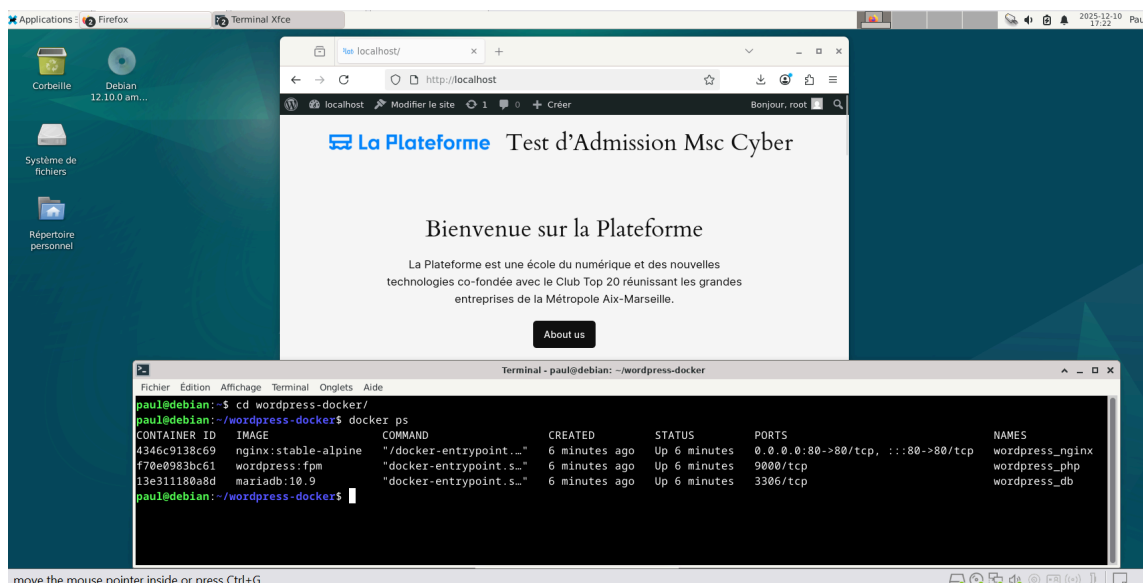 Applications Firefox Terminal Xfce 2025-12-10
17:22
Pau
Corbeille
Debian
12.10.0 am...
Système de
fichiers
Répertoire
personnel
localhost/
http://localhost
localhost Modifier le site 1 0 + Créer Bonjour, root
La Plateforme Test d’Admission Msc Cyber
Bienvenue sur la Plateforme
La Plateforme est une école du numérique et des nouvelles
technologies co-fondée avec le Club Top 20 réunissant les grandes
entreprises de la Métropole Aix-Marseille.
About us
Terminal - paul@debian: ~/wordpress-docker
Fichier Édition Affichage Terminal Onglets Aide
paul@debian:~$ cd wordpress-docker/
paul@debian:~/wordpress-docker$ docker ps
CONTAINER ID IMAGE COMMAND CREATED STATUS PORTS NAMES
4346c9138c69 nginx:stable-alpine "/docker-entrypoint.…" 6 minutes ago Up 6 minutes 0.0.0.0:80->80/tcp, :::80->80/tcp wordpress_nginx
f70e0983bc61 wordpress:fpm "docker-entrypoint.s…" 6 minutes ago Up 6 minutes 9000/tcp wordpress_php
13e311180a8d mariadb:10.9 "docker-entrypoint.s…" 6 minutes ago Up 6 minutes 3306/tcp wordpress_db
paul@debian:~/wordpress-docker$
move the mouse pointer inside or press Ctrl+G